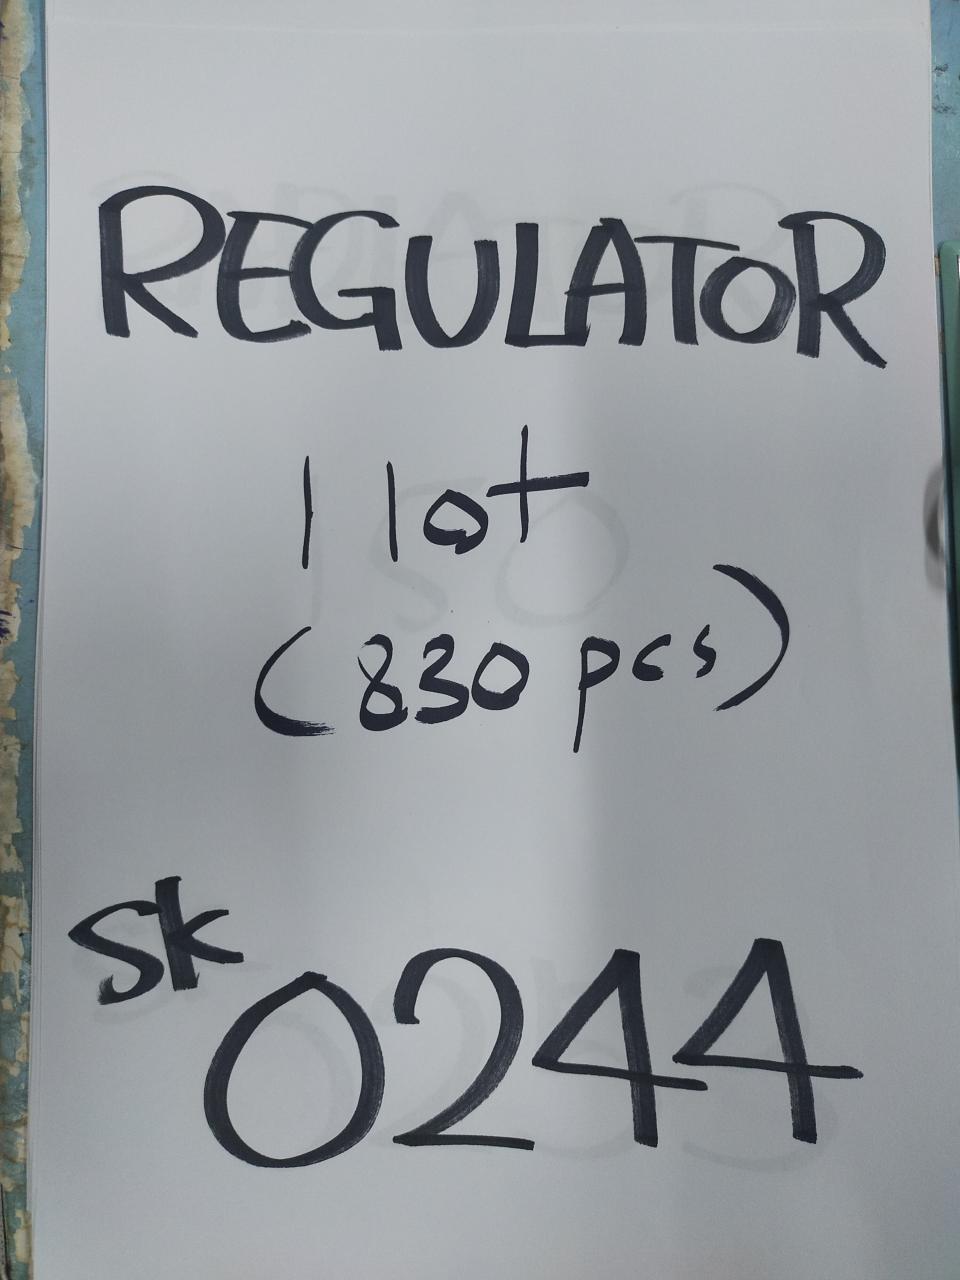 REGULATOR
1 lot
(830 pcs)
SK
0244